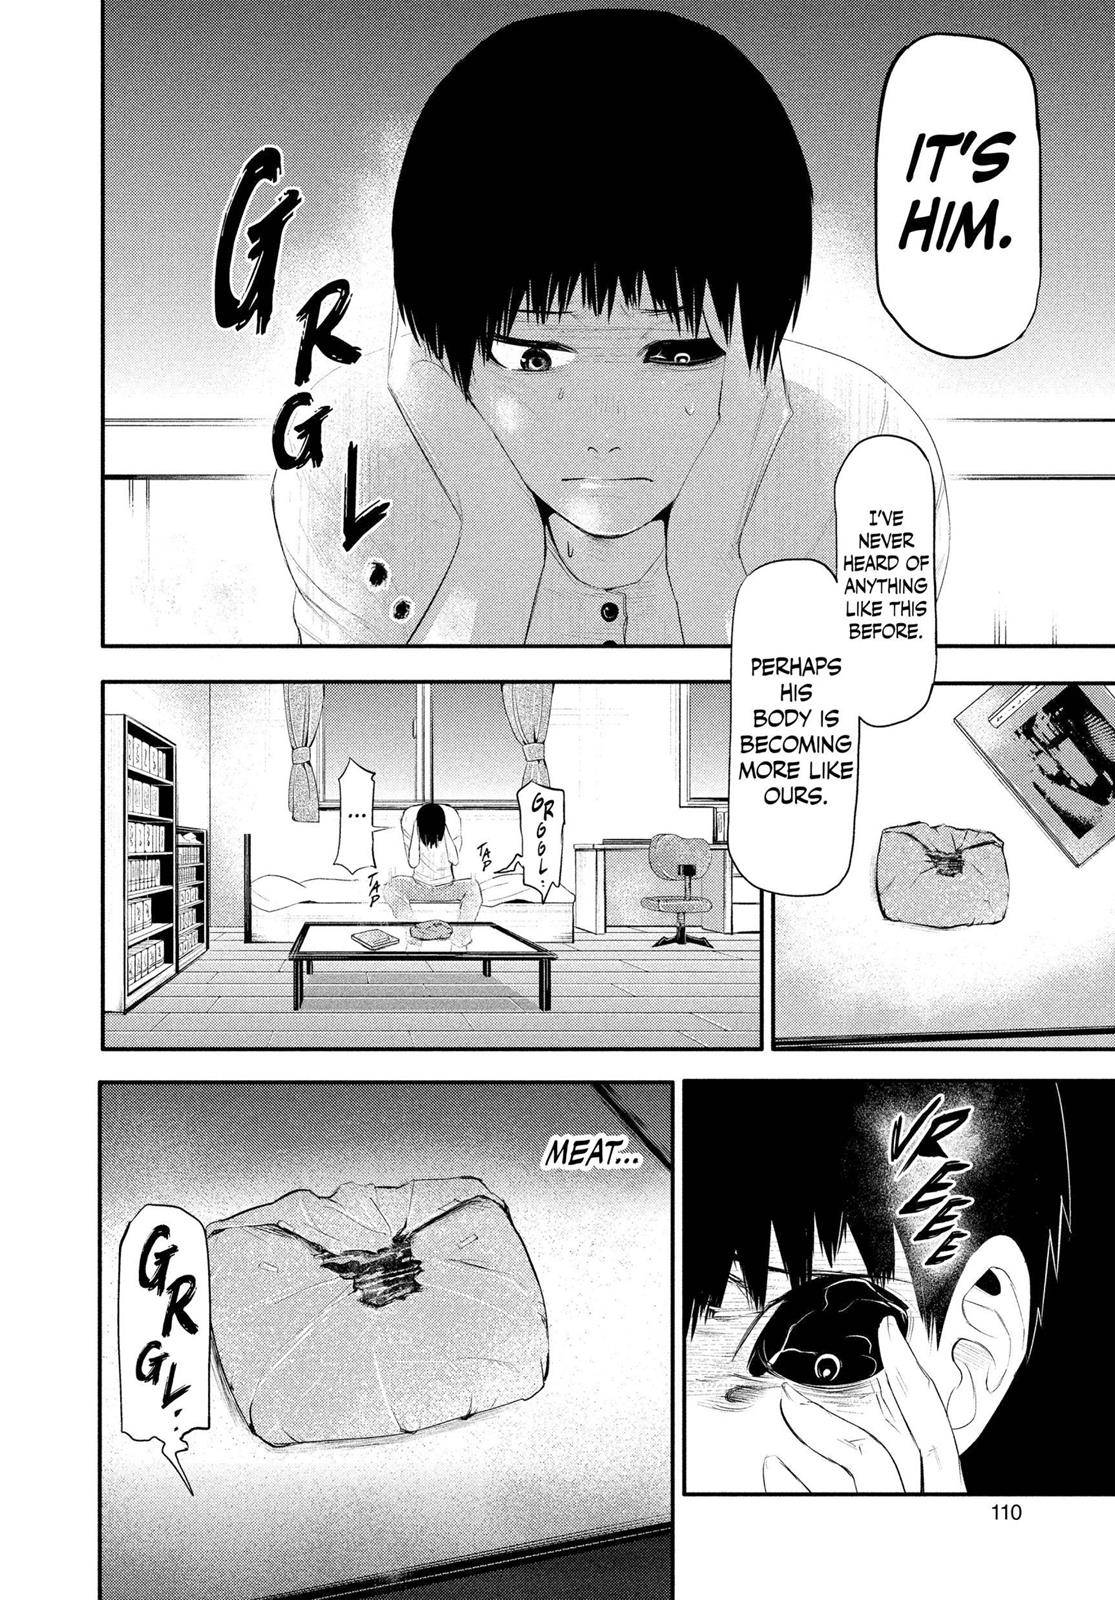 IT'S
HIM.
GRGL...
I'VE
NEVER
HEARD OF
ANYTHING
LIKE THIS
BEFORE.
PERHAPS
HIS
BODY IS
BECOMING
MORE LIKE
OURS.
GRGGL...
...
TAP
TAP
VREEEE
MEAT...
GRGL...
110